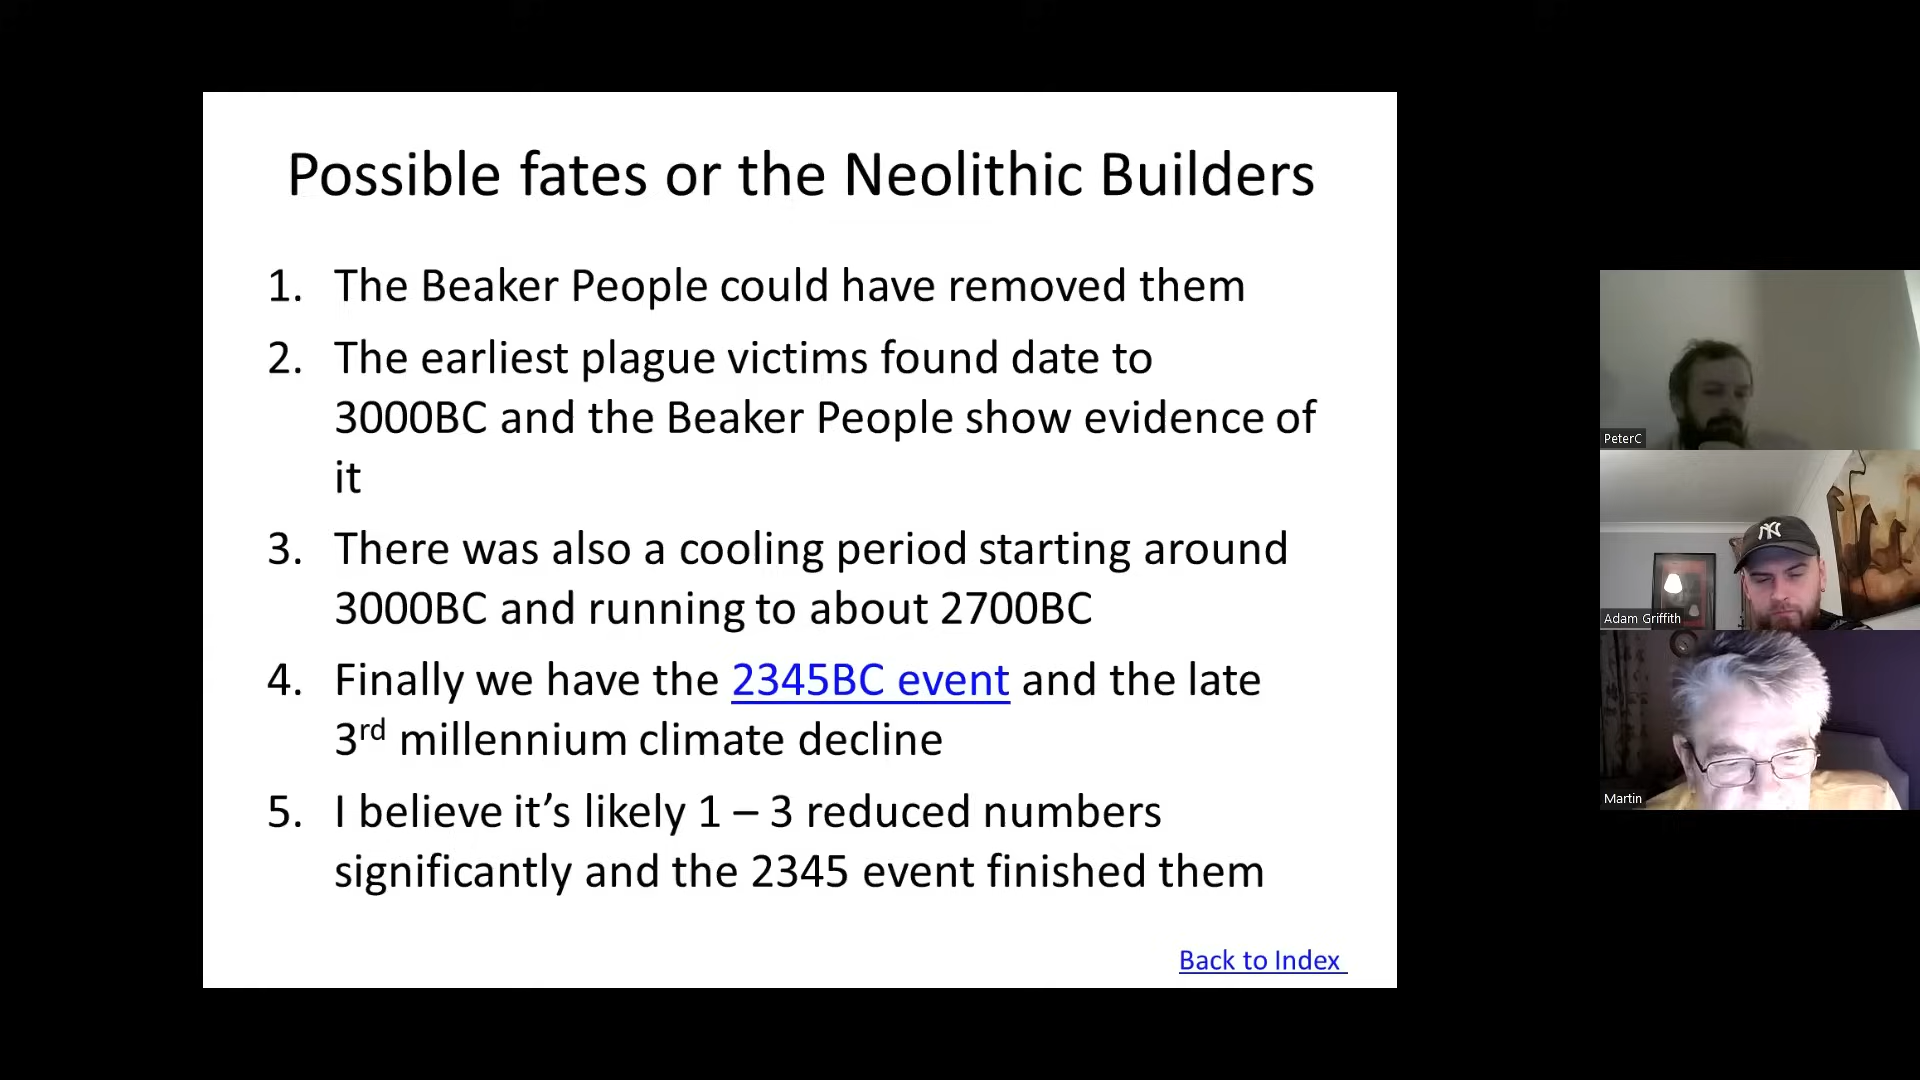 Possible fates or the Neolithic Builders
1. The Beaker People could have removed them
2. The earliest plague victims found date to
3000BC and the Beaker People show evidence of
it
3. There was also a cooling period starting around
3000BC and running to about 2700BC
4. Finally we have the 2345BC event and the late
3rd millennium climate decline
5. I believe it’s likely 1 – 3 reduced numbers
significantly and the 2345 event finished them
Back to Index
PeterC
NY
Adam Griffith
Martin